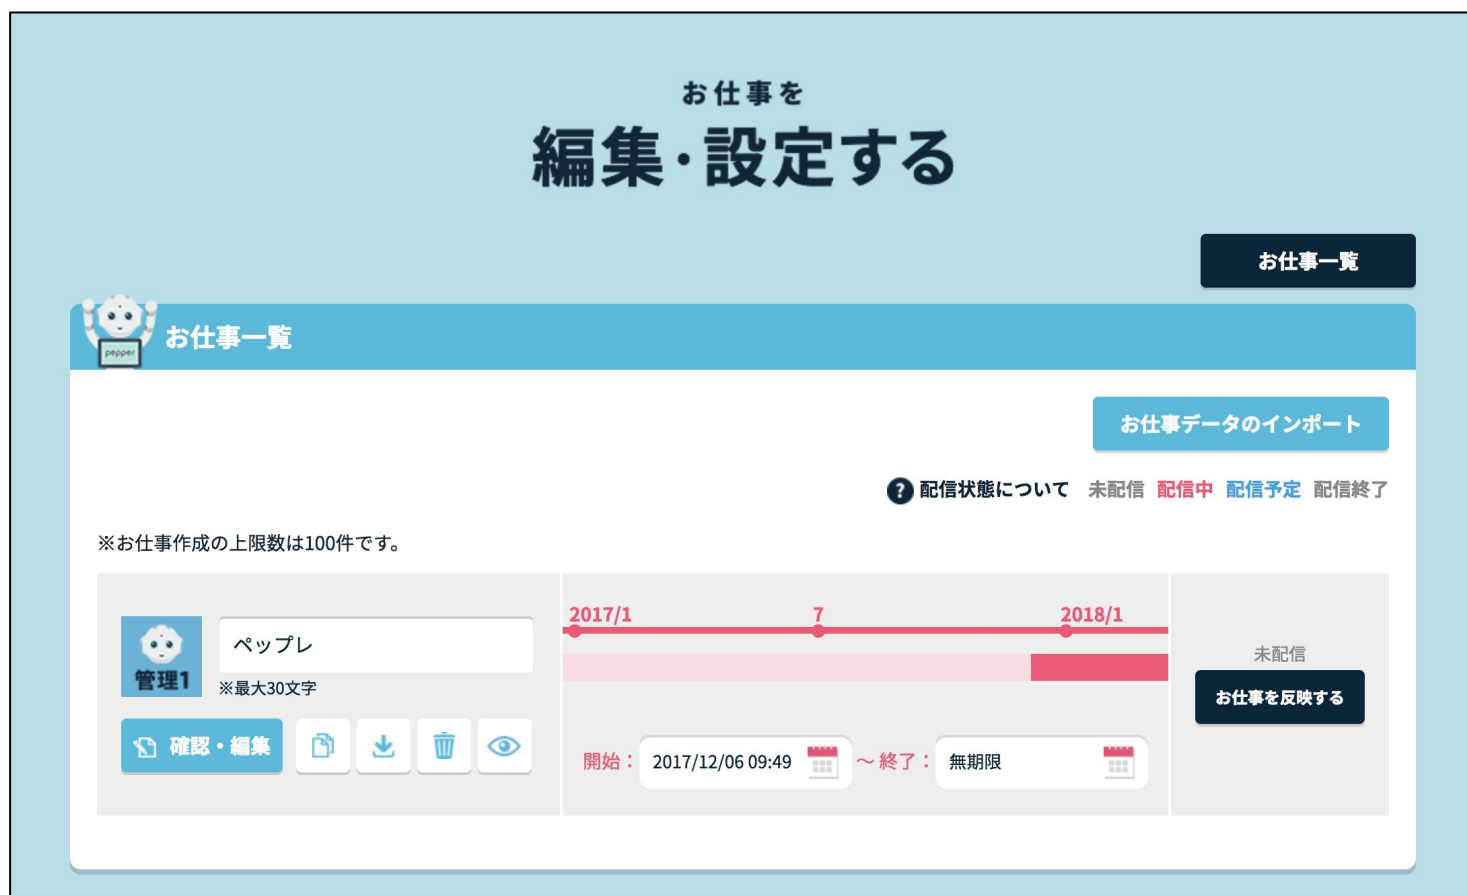 お仕事を
編集・設定する
お仕事一覧
pepper
お仕事一覧
お仕事データのインポート
? 配信状態について 未配信 配信中 配信予定 配信終了
※お仕事作成の上限数は100件です。
管理1
ペップレ
※最大30文字
確認・編集
2017/1 7 2018/1
開始： 2017/12/06 09:49 ～終了： 無期限
未配信
お仕事を反映する